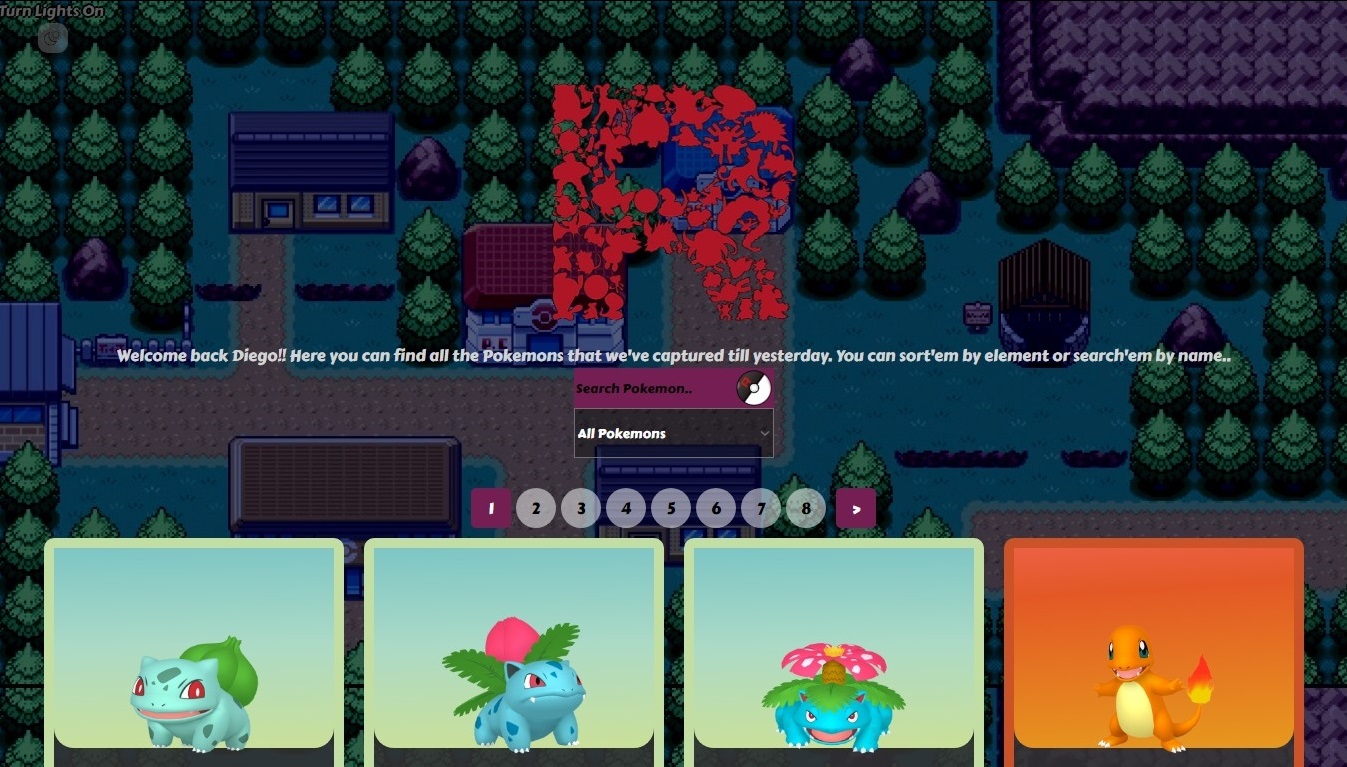 Turn Lights On
R
Welcome back Diego!! Here you can find all the Pokemons that we've captured till yesterday. You can sort'em by element or search'em by name..
Search Pokemon..
All Pokemons
1 2 3 4 5 6 7 8 >